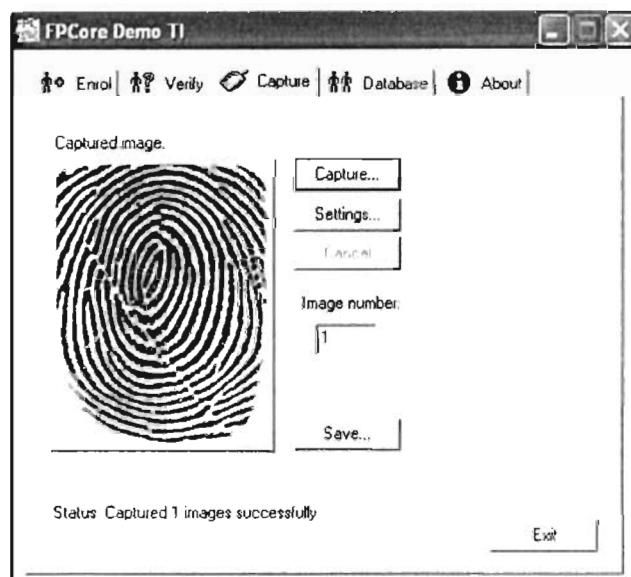 FPCore Demo TI
Enrol Verify Capture Database About
Captured image.
Capture...
Settings...
Cancel
Image number:
1
Save...
Status Captured 1 images successfully
Exit